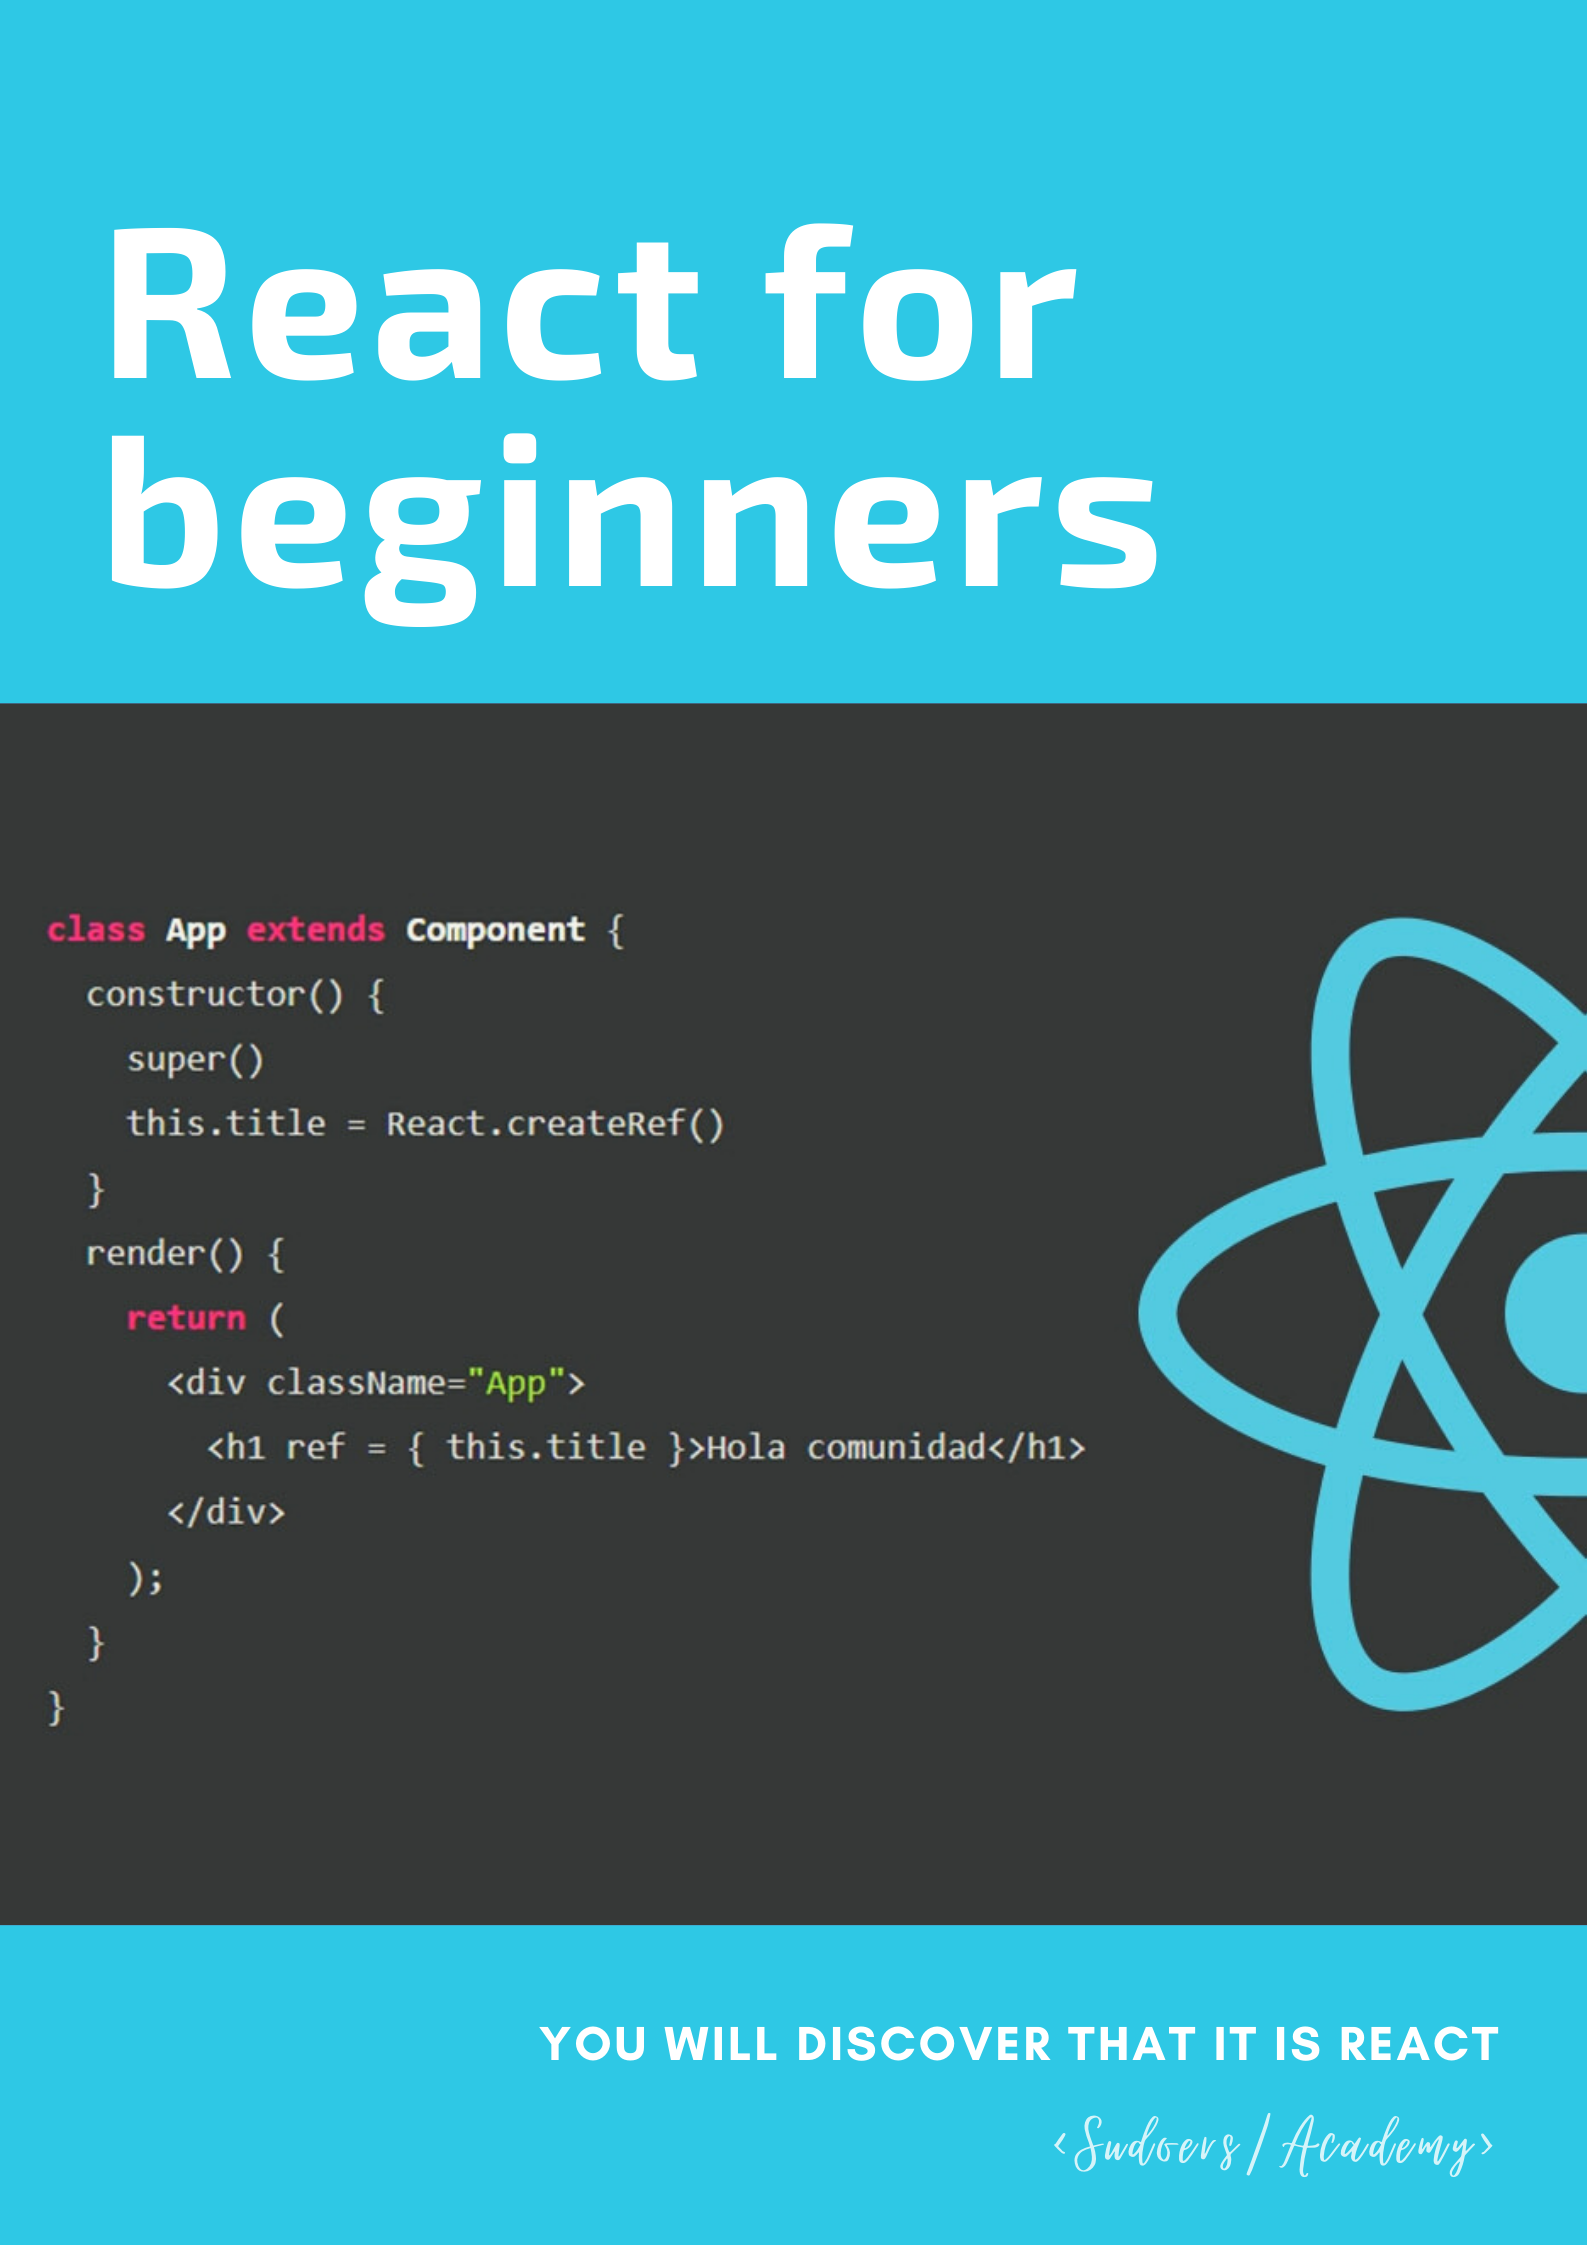 React for
beginners
class App extends Component {
constructor() {
super()
this.title = React.createRef()
}
render() {
return (
<div className="App">
<h1 ref = { this.title }>Hola comunidad</h1>
</div>
);
}
}
YOU WILL DISCOVER THAT IT IS REACT
<Sudoers/Academy>